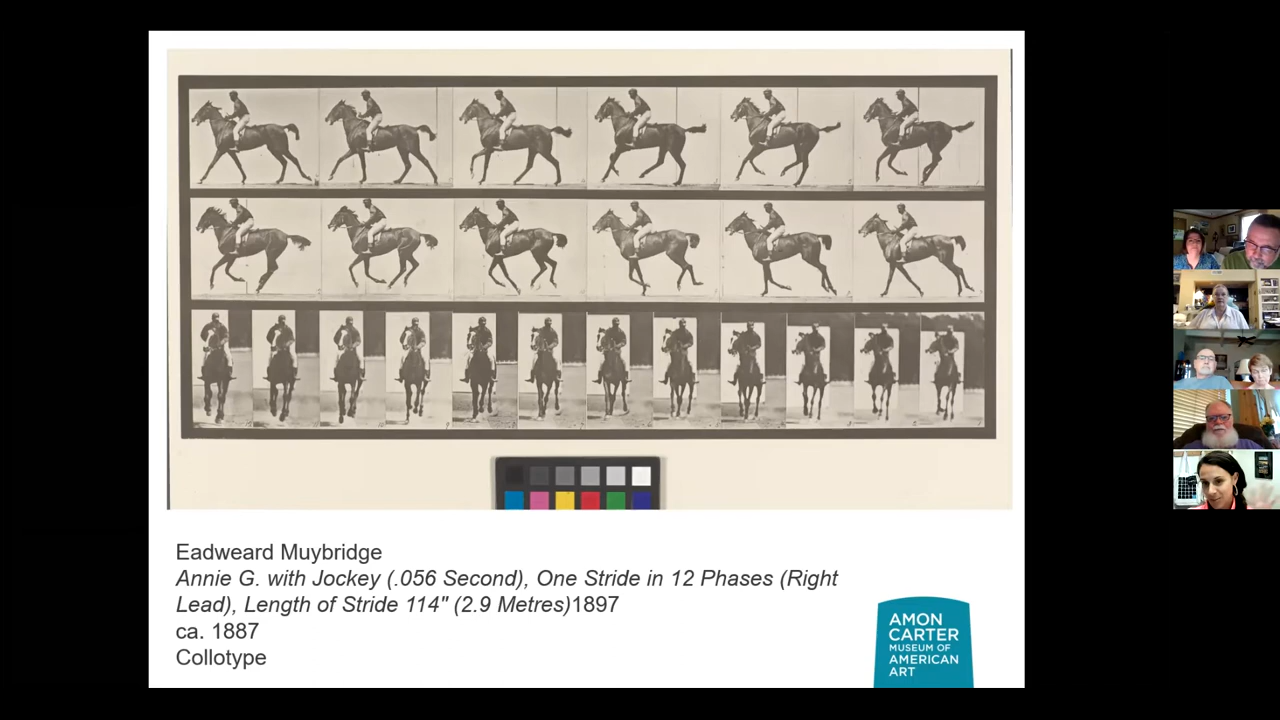 Eadweard Muybridge
Annie G. with Jockey (.056 Second), One Stride in 12 Phases (Right
Lead), Length of Stride 114" (2.9 Metres)1897
ca. 1887
Collotype
AMON
CARTER
MUSEUM OF
AMERICAN
ART